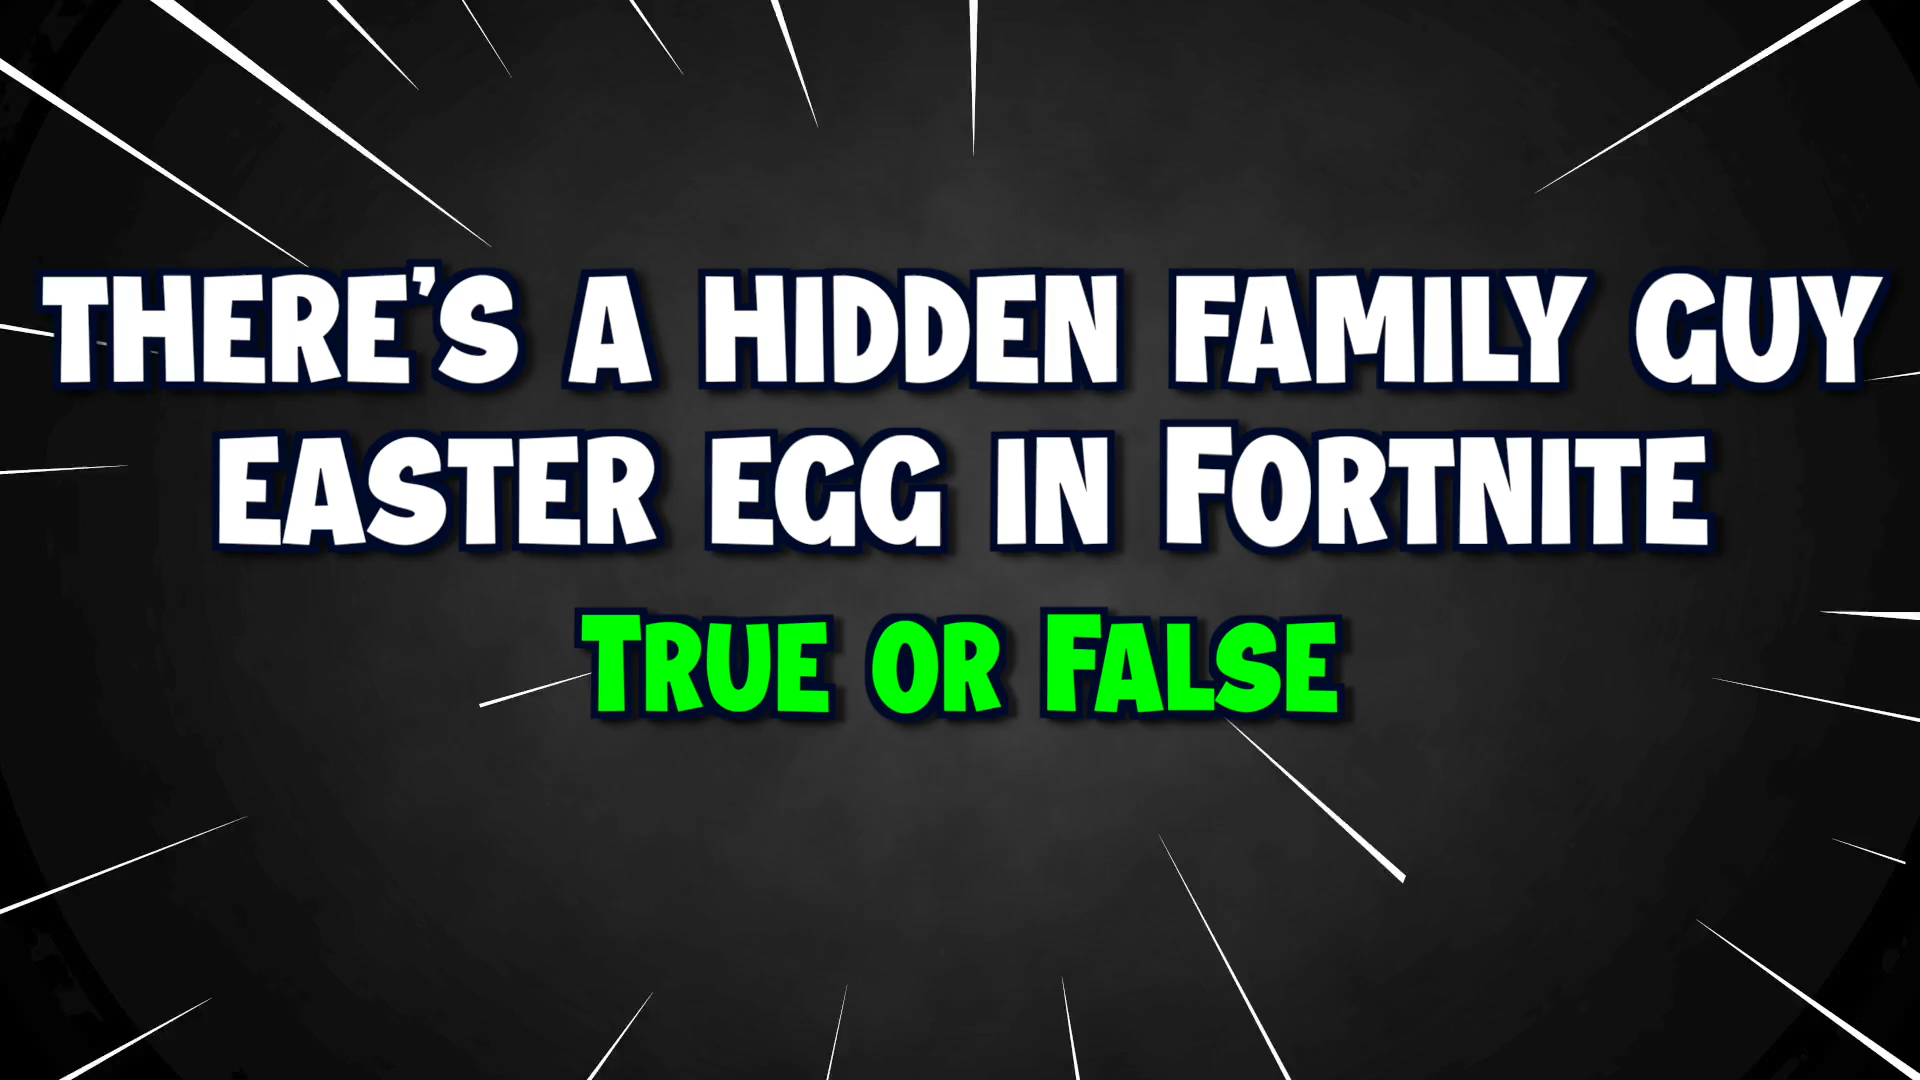 THERE'S A HIDDEN FAMILY GUY
EASTER EGG IN FORTNITE
TRUE OR FALSE